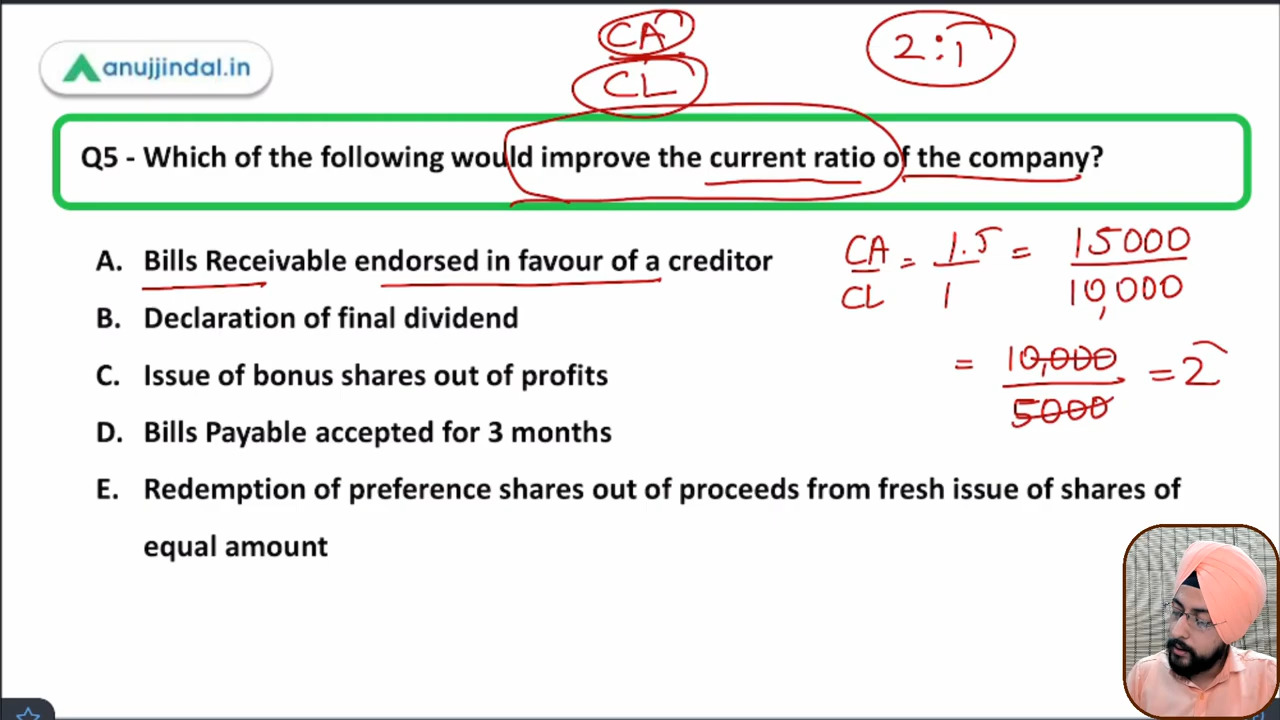 CA
CL
2:1
anujjindal.in
Q5 - Which of the following would improve the current ratio of the company?
A. Bills Receivable endorsed in favour of a creditor
B. Declaration of final dividend
C. Issue of bonus shares out of profits
D. Bills Payable accepted for 3 months
E. Redemption of preference shares out of proceeds from fresh issue of shares of
equal amount
CA = 1.5 = 15000
CL 1 10,000
= 10,000 = 2
5000